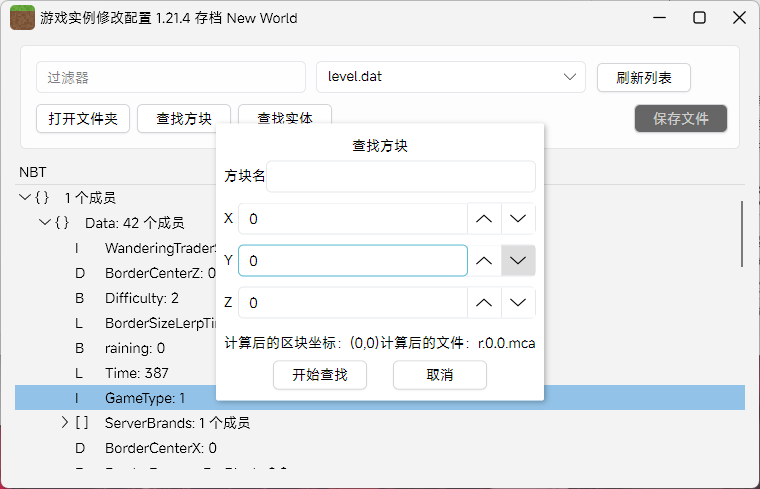 游戏实例修改配置 1.21.4 存档 New World
过滤器
level.dat
刷新列表
打开文件夹
查找方块
查找实体
保存文件
查找方块
方块名
X 0
Y 0
Z 0
计算后的区块坐标：(0,0)计算后的文件：r.0.0.mca
开始查找
取消
NBT
{ } 1 个成员
{ } Data: 42 个成员
I WanderingTrader
D BorderCenterZ: 0
B Difficulty: 2
L BorderSizeLerpTi
B raining: 0
L Time: 387
I GameType: 1
[ ] ServerBrands: 1 个成员
D BorderCenterX: 0